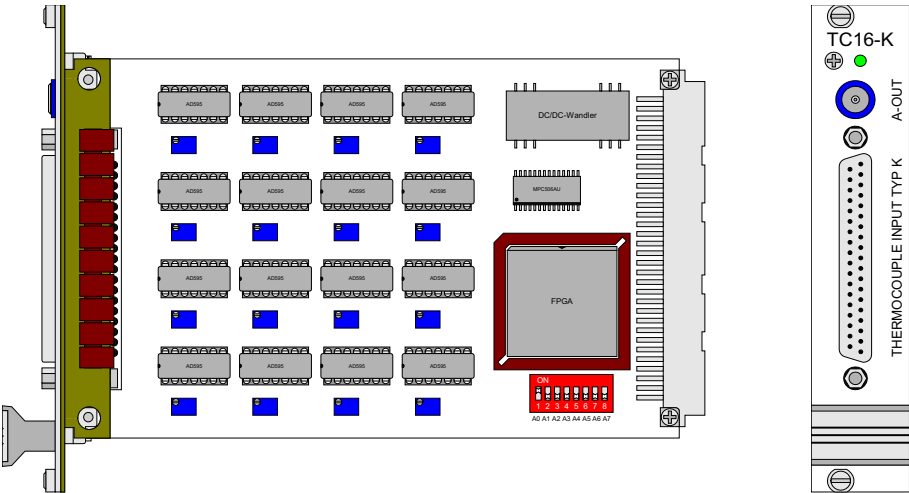 TC16-K
A-OUT
THERMOCOUPLE INPUT TYP K
AD595 AD595 AD595 AD595
DC/DC-Wandler
MPC506AU
AD595 AD595 AD595 AD595
AD595 AD595 AD595 AD595
FPGA
AD595 AD595 AD595 AD595
ON
1 2 3 4 5 6 7 8
A0 A1 A2 A3 A4 A5 A6 A7